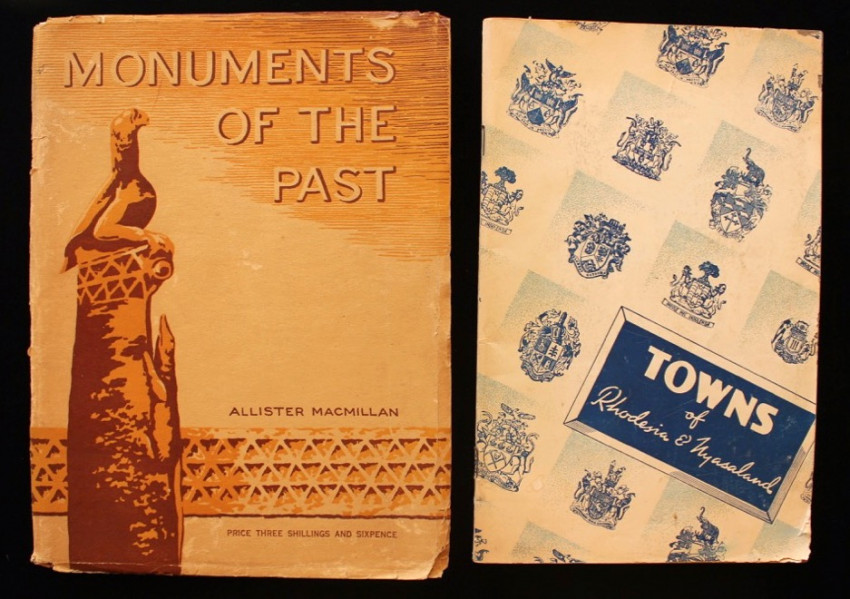 MONUMENTS
OF THE
PAST
ALLISTER MACMILLAN
PRICE THREE SHILLINGS AND SIXPENCE
TOWNS
of
Rhodesia & Nyasaland